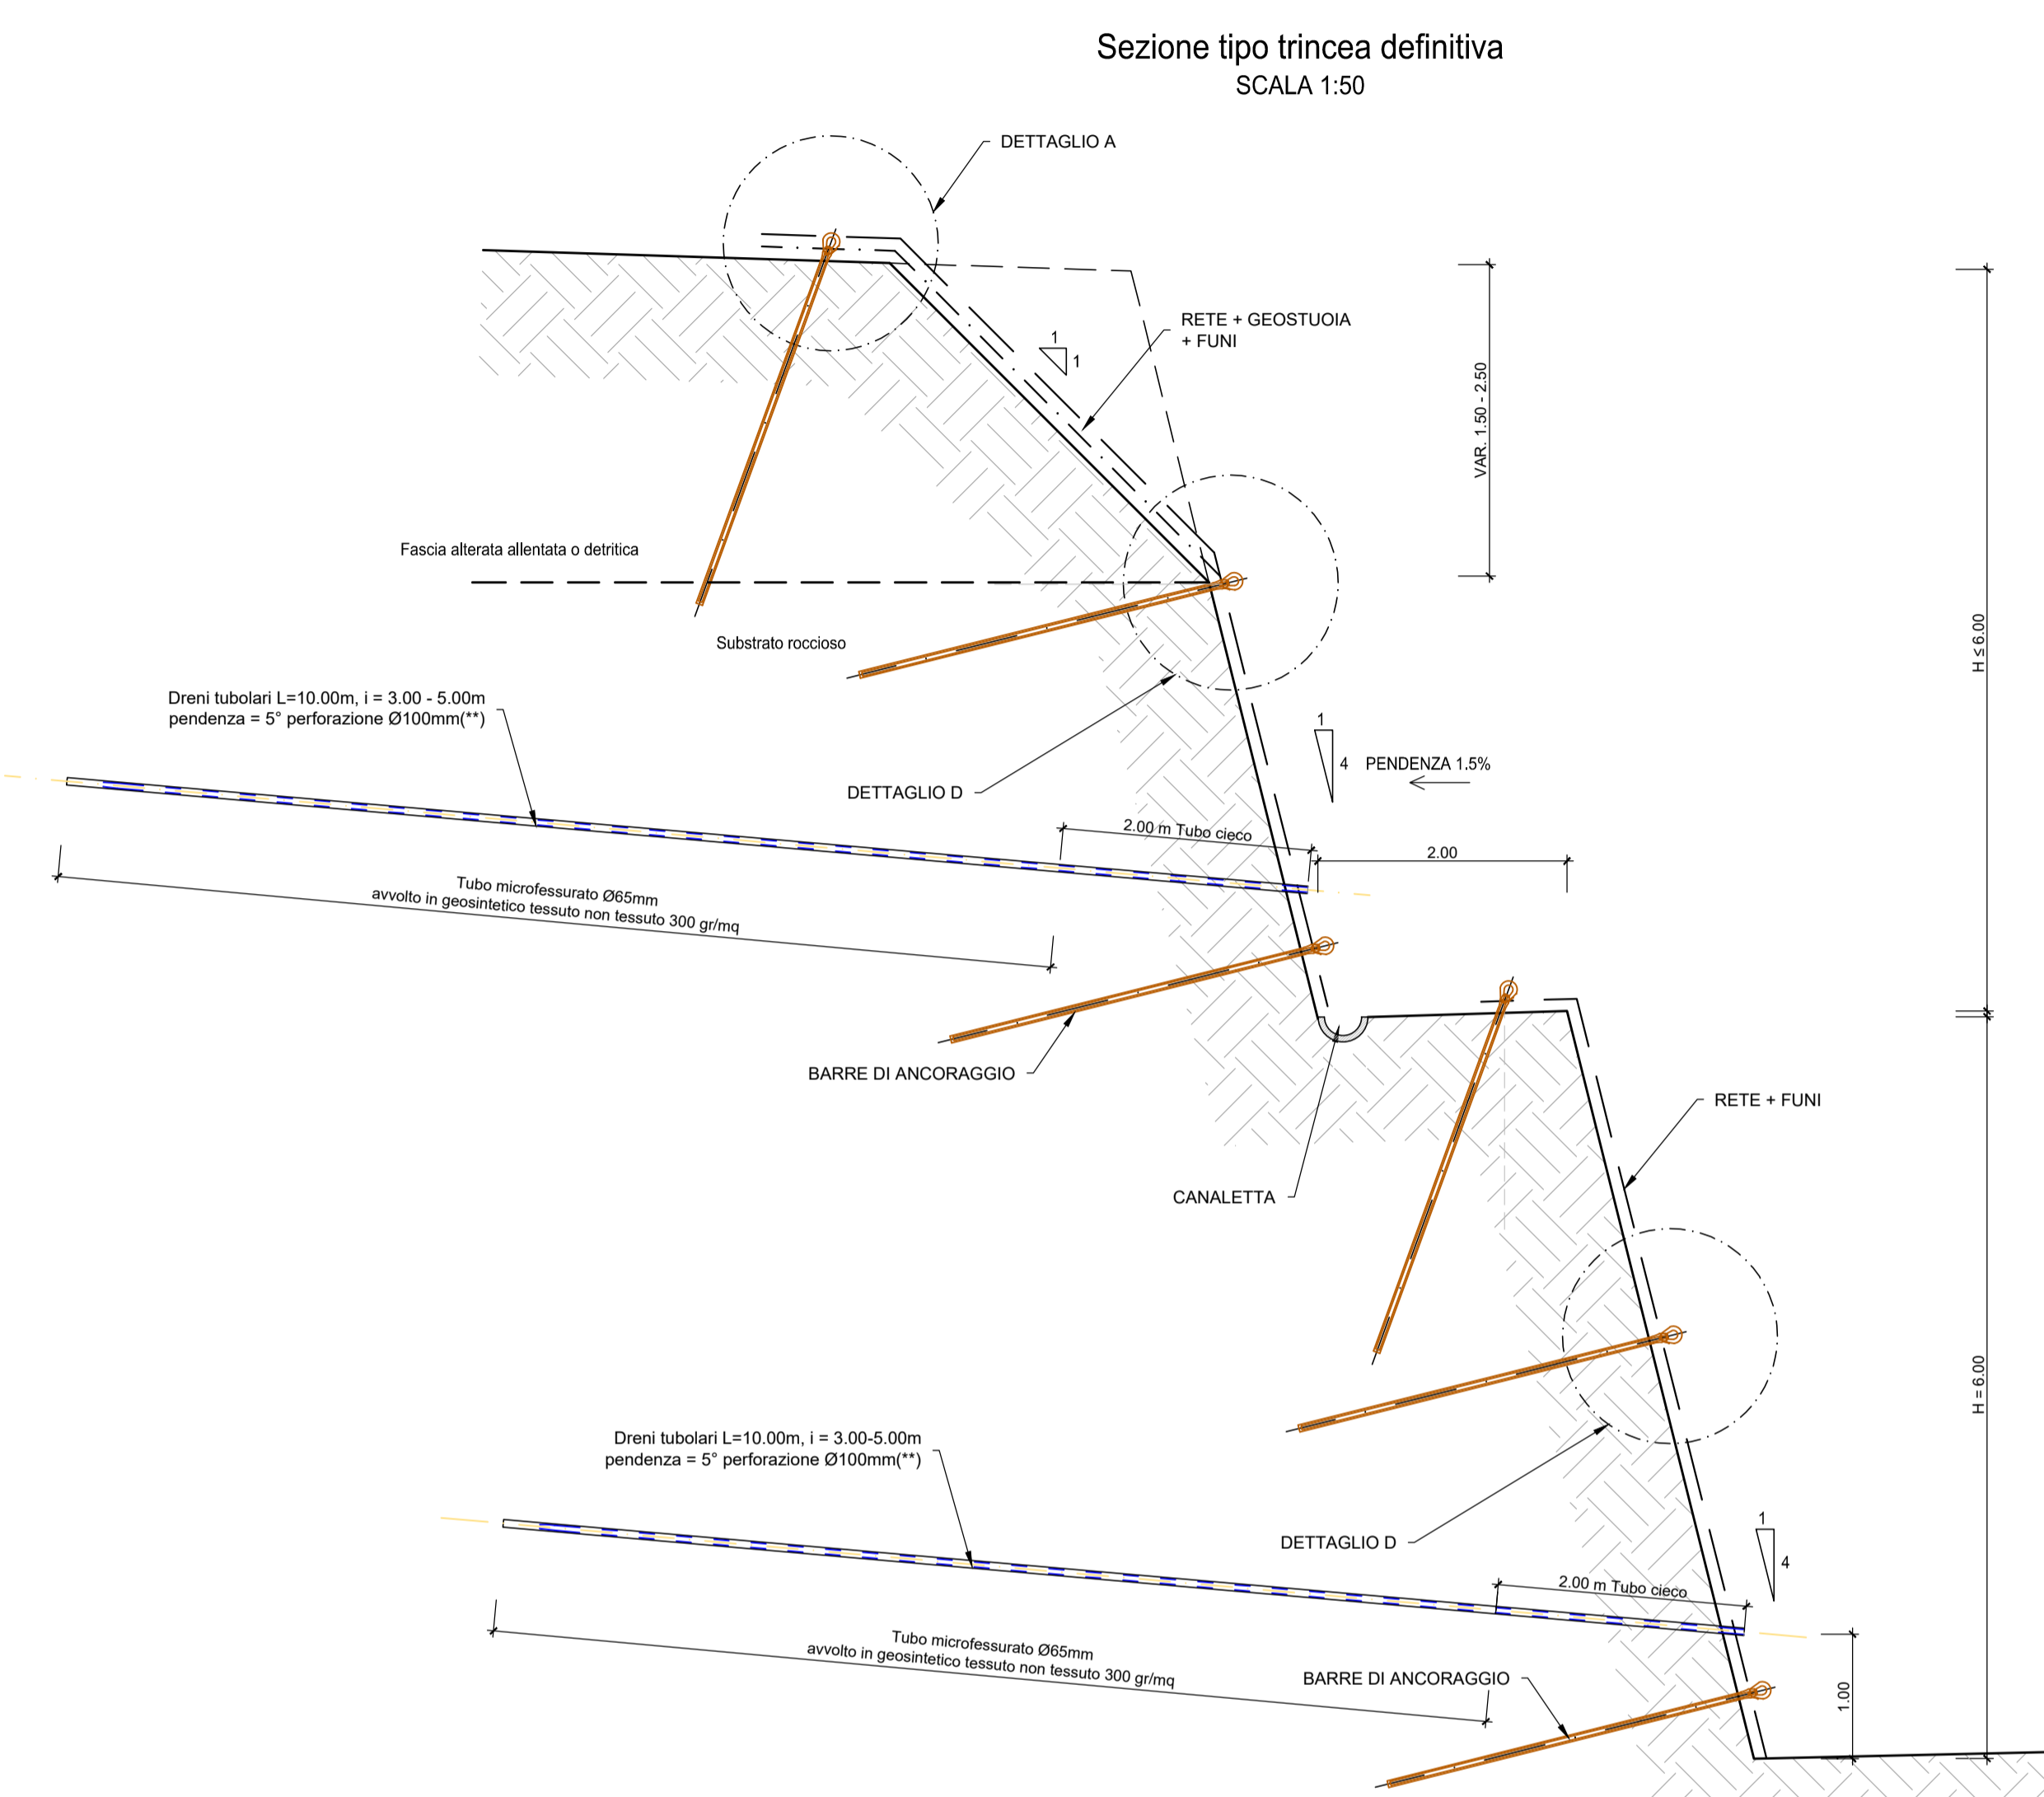 Sezione tipo trincea definitiva
SCALA 1:50
DETTAGLIO A
RETE + GEOSTUOIA
+ FUNI
1
1
VAR. 1.50 - 2.50
H ≤ 6.00
Fascia alterata allentata o detritica
Substrato roccioso
Dreni tubolari L=10.00m, i = 3.00 - 5.00m
pendenza = 5° perforazione Ø100mm(**)
1
4
PENDENZA 1.5%
DETTAGLIO D
2.00 m Tubo cieco
2.00
Tubo microfessurato Ø65mm
avvolto in geosintetico tessuto non tessuto 300 gr/mq
BARRE DI ANCORAGGIO
RETE + FUNI
CANALETTA
H = 6.00
Dreni tubolari L=10.00m, i = 3.00-5.00m
pendenza = 5° perforazione Ø100mm(**)
DETTAGLIO D
1
4
2.00 m Tubo cieco
Tubo microfessurato Ø65mm
avvolto in geosintetico tessuto non tessuto 300 gr/mq
BARRE DI ANCORAGGIO
1.00